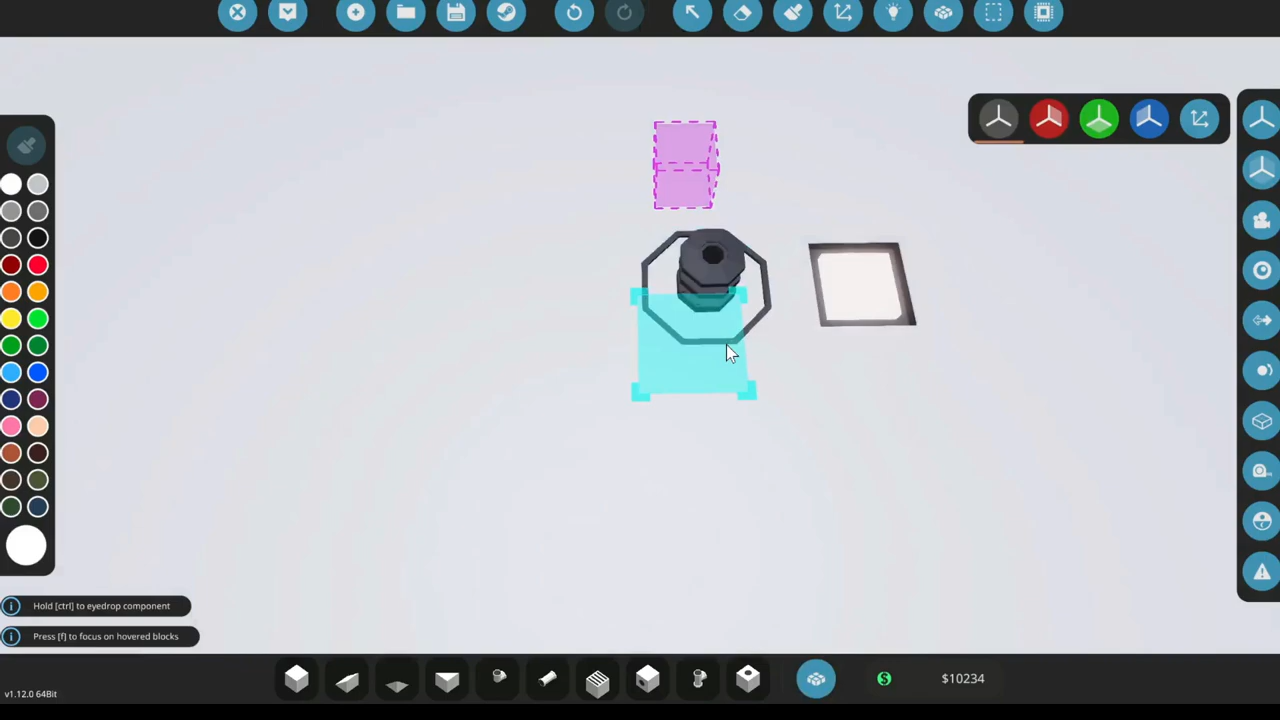 Hold [ctrl] to eyedrop component
Press [f] to focus on hovered blocks
v1.12.0 64Bit
$10234